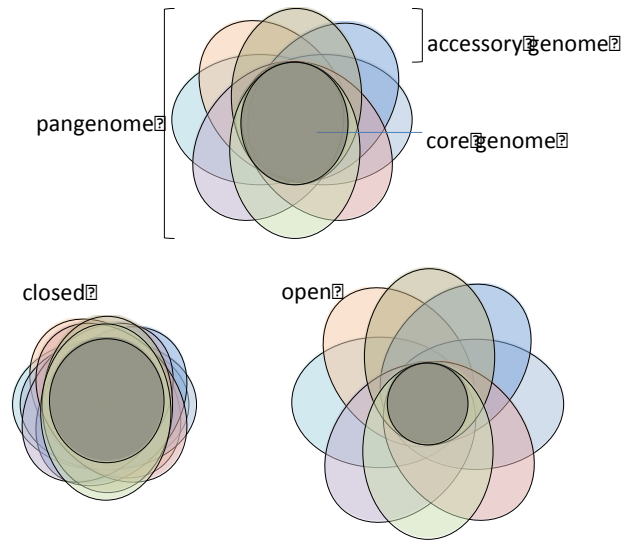 accessory genome
pangenome
core genome
closed
open